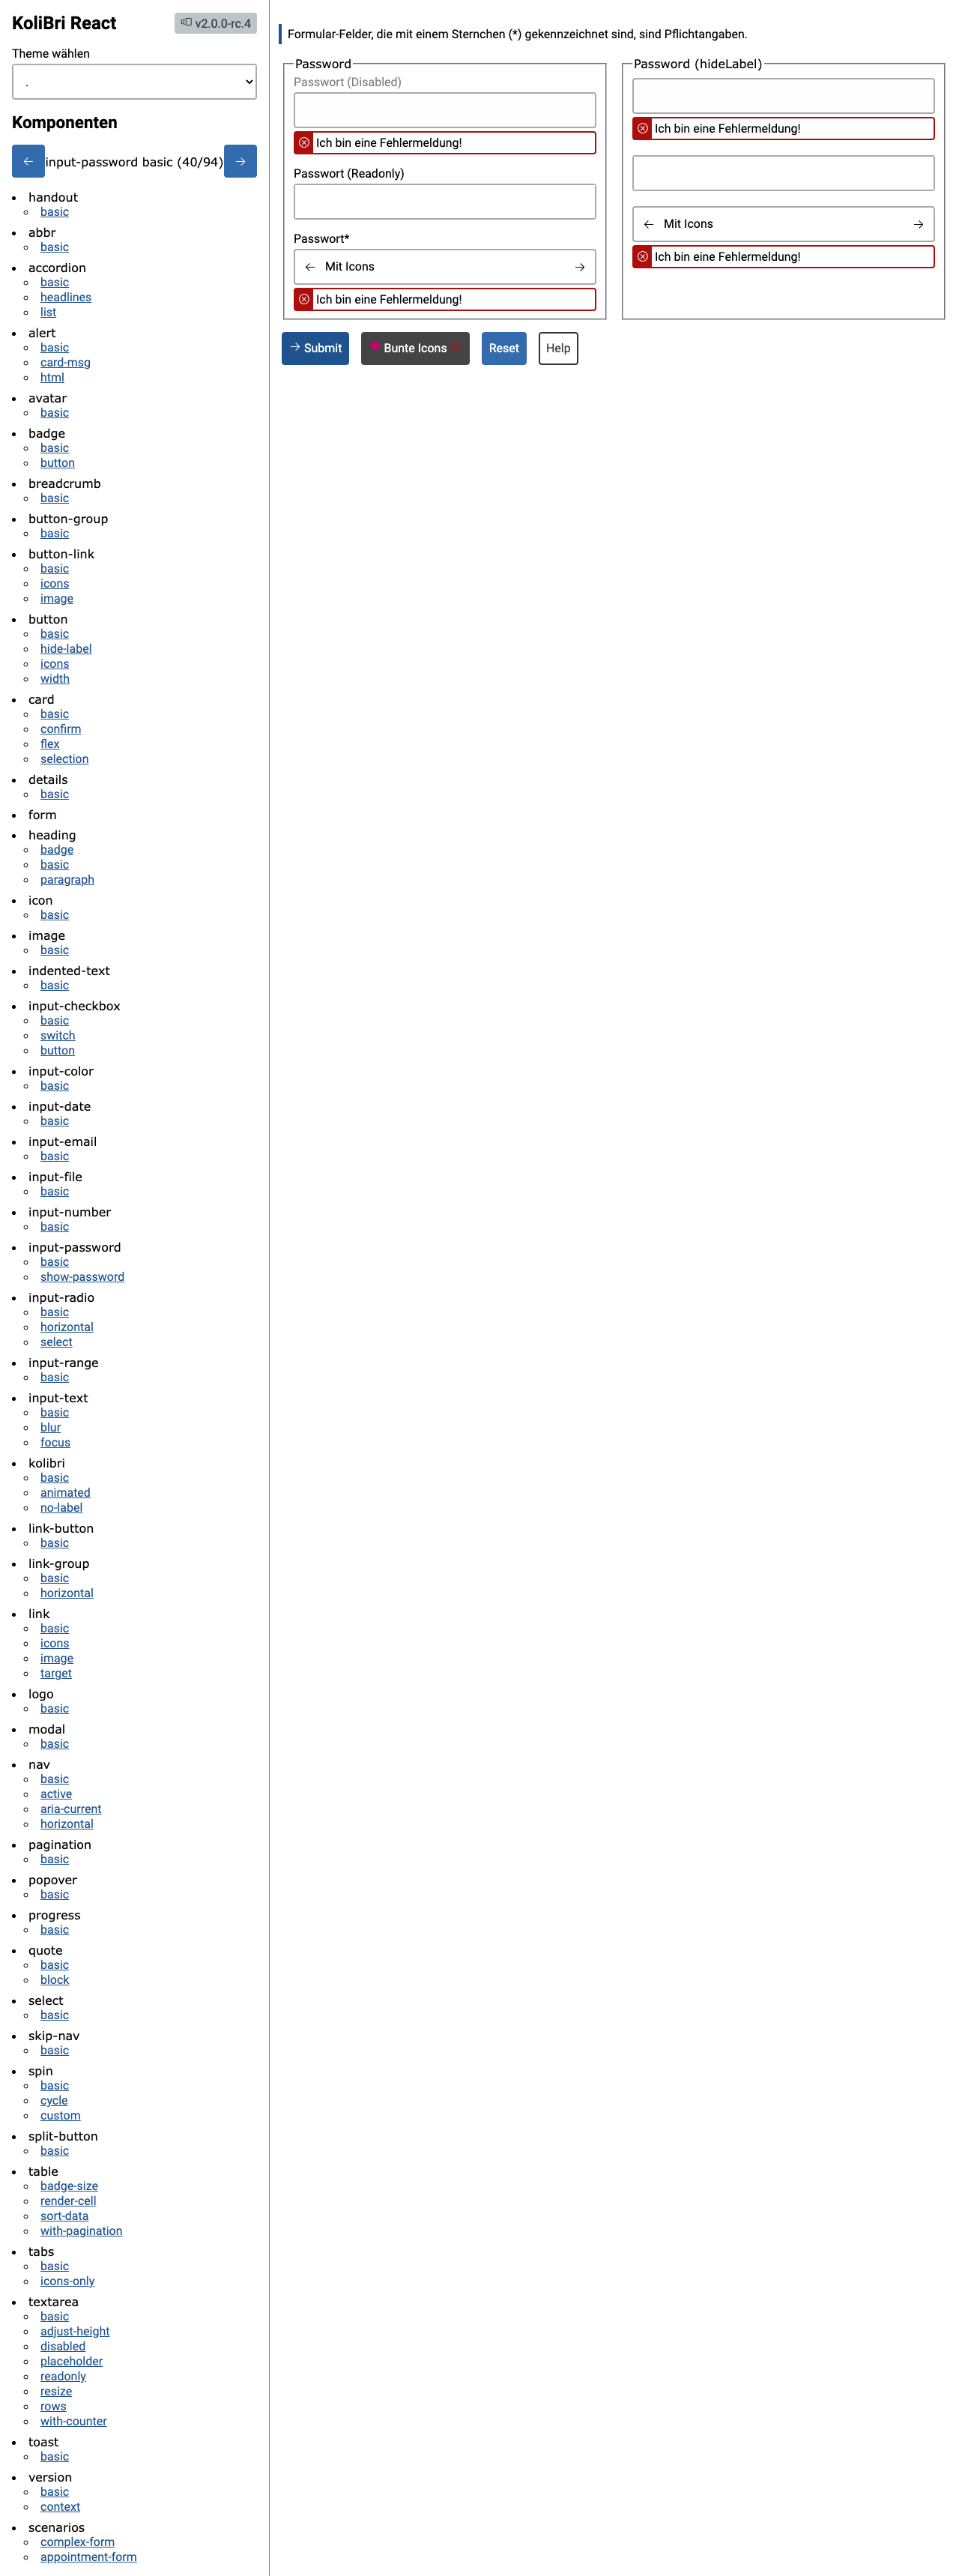 KoliBri React
v2.0.0-rc.4
Theme wählen
.
Komponenten
← input-password basic (40/94) →
handout
basic
abbr
basic
accordion
basic
headlines
list
alert
basic
card-msg
html
avatar
basic
badge
basic
button
breadcrumb
basic
button-group
basic
button-link
basic
icons
image
button
basic
hide-label
icons
width
card
basic
confirm
flex
selection
details
basic
form
heading
badge
basic
paragraph
icon
basic
image
basic
indented-text
basic
input-checkbox
basic
switch
button
input-color
basic
input-date
basic
input-email
basic
input-file
basic
input-number
basic
input-password
basic
show-password
input-radio
basic
horizontal
select
input-range
basic
input-text
basic
blur
focus
kolibri
basic
animated
no-label
link-button
basic
link-group
basic
horizontal
link
basic
icons
image
target
logo
basic
modal
basic
nav
basic
active
aria-current
horizontal
pagination
basic
popover
basic
progress
basic
quote
basic
block
select
basic
skip-nav
basic
spin
basic
cycle
custom
split-button
basic
table
badge-size
render-cell
sort-data
with-pagination
tabs
basic
icons-only
textarea
basic
adjust-height
disabled
placeholder
readonly
resize
rows
with-counter
toast
basic
version
basic
context
scenarios
complex-form
appointment-form
Formular-Felder, die mit einem Sternchen (*) gekennzeichnet sind, sind Pflichtangaben.
Password
Passwort (Disabled)
Ich bin eine Fehlermeldung!
Passwort (Readonly)
Passwort*
← Mit Icons →
Ich bin eine Fehlermeldung!
Password (hideLabel)
Ich bin eine Fehlermeldung!
← Mit Icons →
Ich bin eine Fehlermeldung!
→ Submit
Bunte Icons
Reset
Help